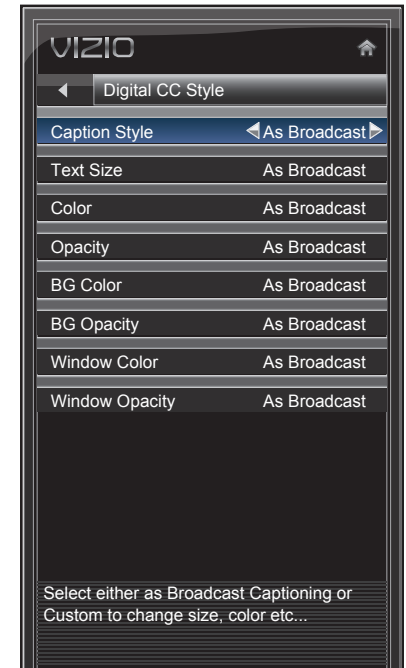 VIZIO
Digital CC Style
Caption Style As Broadcast
Text Size As Broadcast
Color As Broadcast
Opacity As Broadcast
BG Color As Broadcast
BG Opacity As Broadcast
Window Color As Broadcast
Window Opacity As Broadcast
Select either as Broadcast Captioning or
Custom to change size, color etc...